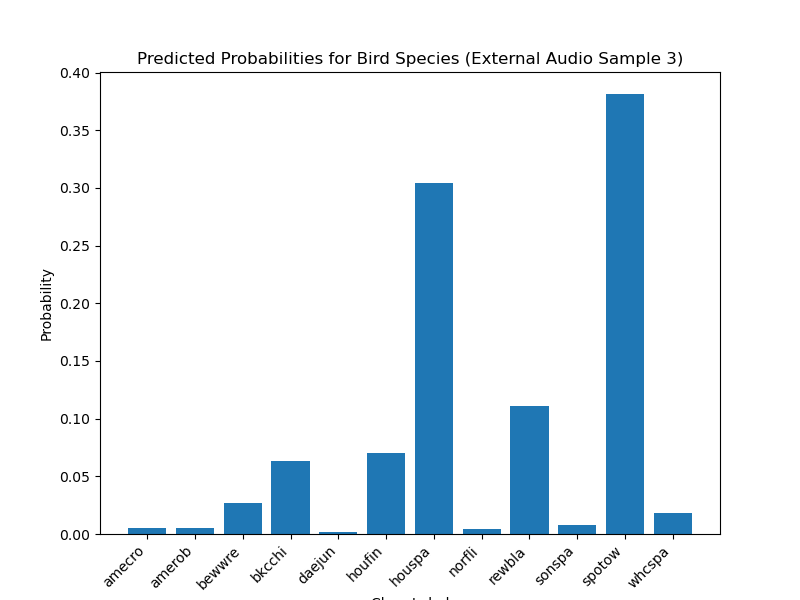 Predicted Probabilities for Bird Species (External Audio Sample 3)
0.40
0.35
0.30
0.25
0.20
0.15
0.10
0.05
0.00
Probability
amecro
amerob
bewwre
bkcchi
daejun
houfin
houspa
norfli
rewbla
sonspa
spotow
whcspa